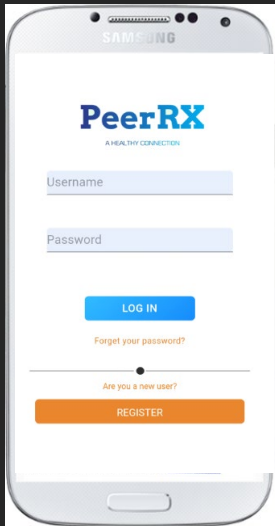 SAMSUNG
PeerRX
A HEALTHY CONNECTION
Username
Password
LOG IN
Forget your password?
Are you a new user?
REGISTER